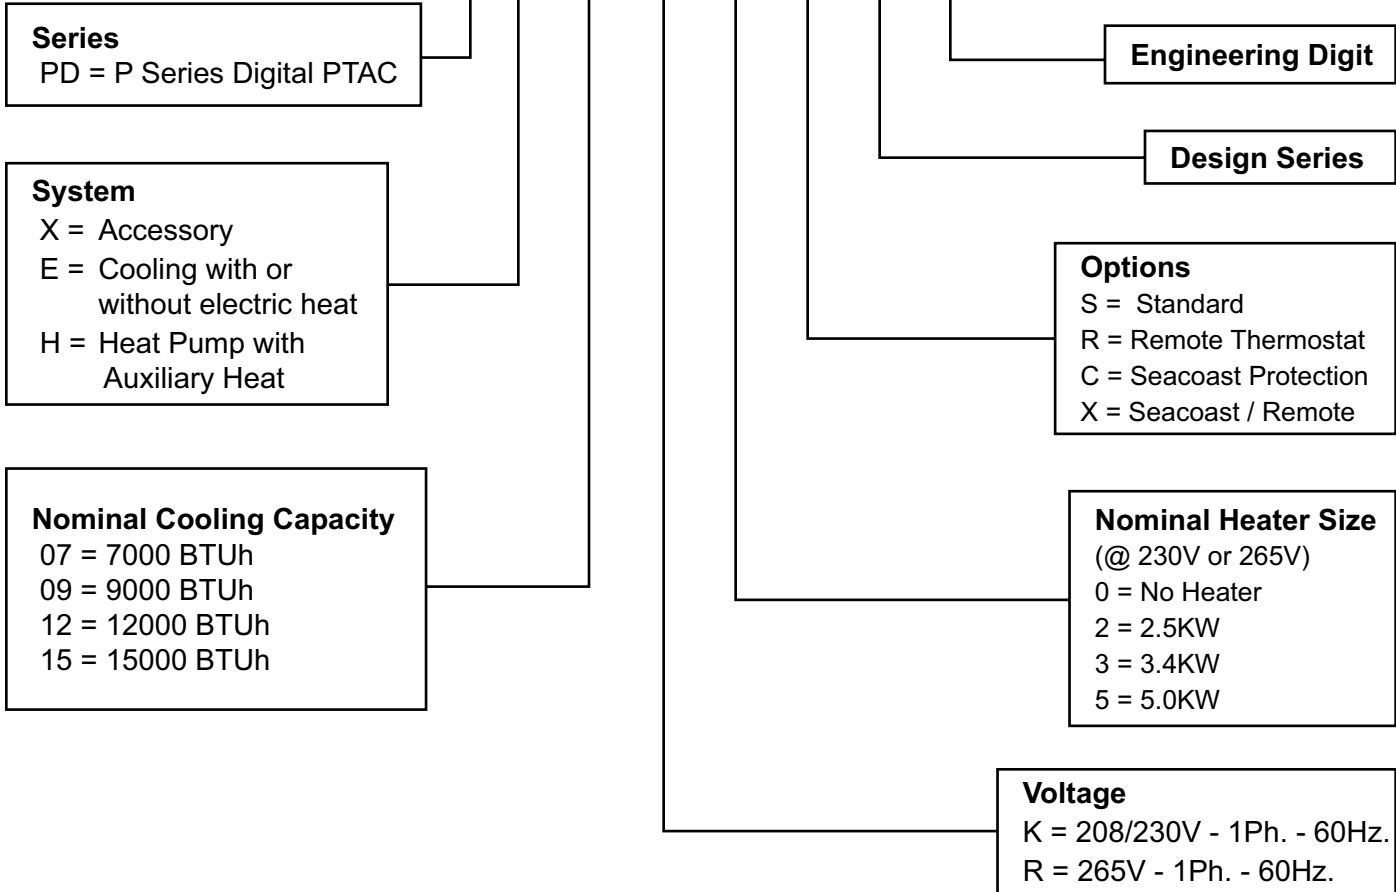 Series
PD = P Series Digital PTAC
System
X = Accessory
E = Cooling with or
without electric heat
H = Heat Pump with
Auxiliary Heat
Nominal Cooling Capacity
07 = 7000 BTUh
09 = 9000 BTUh
12 = 12000 BTUh
15 = 15000 BTUh
Engineering Digit
Design Series
Options
S = Standard
R = Remote Thermostat
C = Seacoast Protection
X = Seacoast / Remote
Nominal Heater Size
(@ 230V or 265V)
0 = No Heater
2 = 2.5KW
3 = 3.4KW
5 = 5.0KW
Voltage
K = 208/230V - 1Ph. - 60Hz.
R = 265V - 1Ph. - 60Hz.